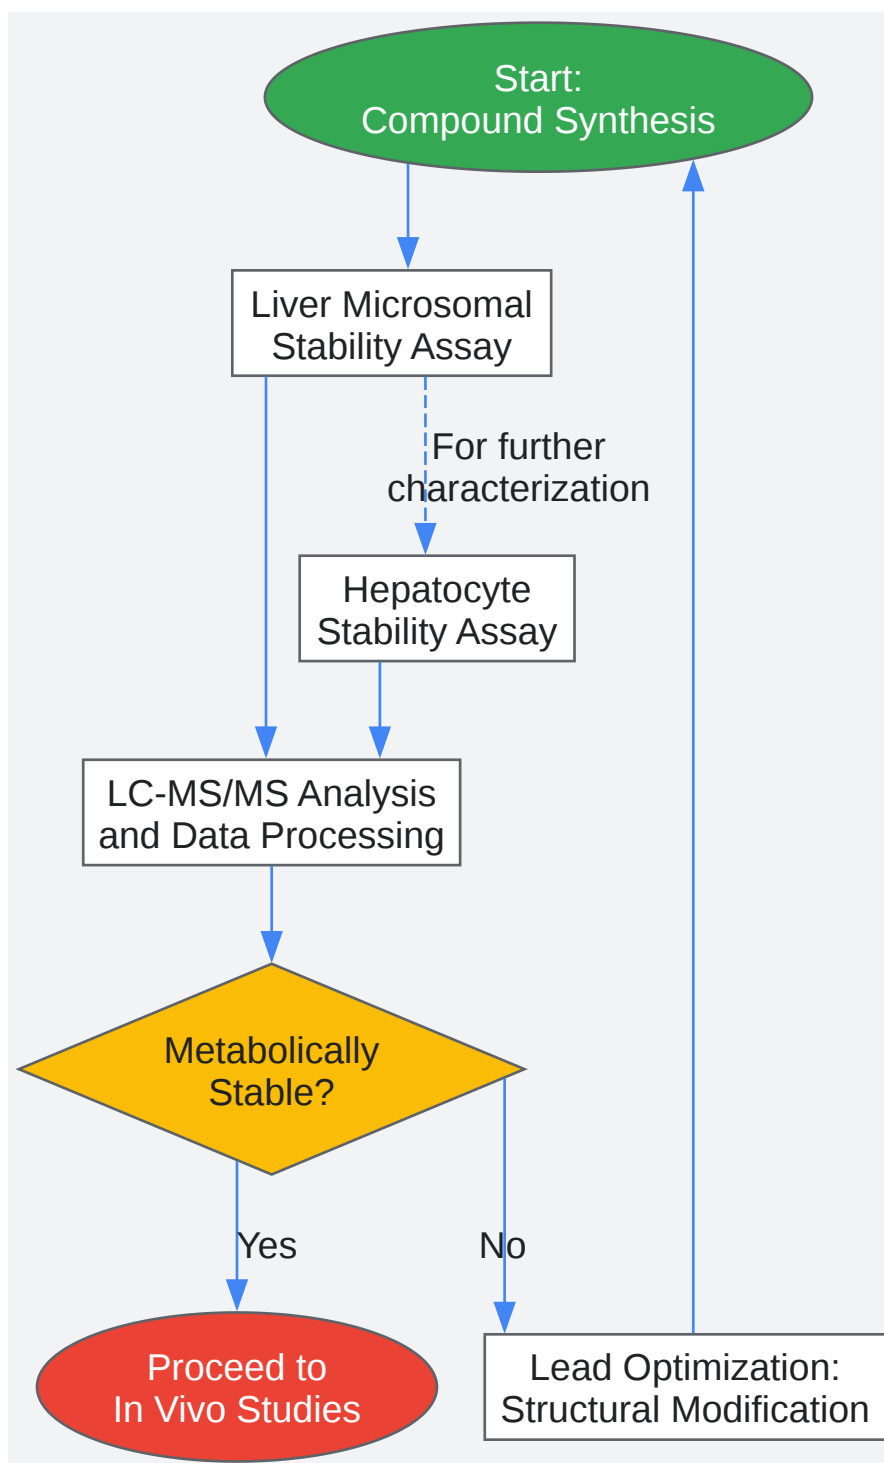 Start:
Compound Synthesis
Liver Microsomal
Stability Assay
For further
characterization
Hepatocyte
Stability Assay
LC-MS/MS Analysis
and Data Processing
Metabolically
Stable?
Yes
No
Proceed to
In Vivo Studies
Lead Optimization:
Structural Modification